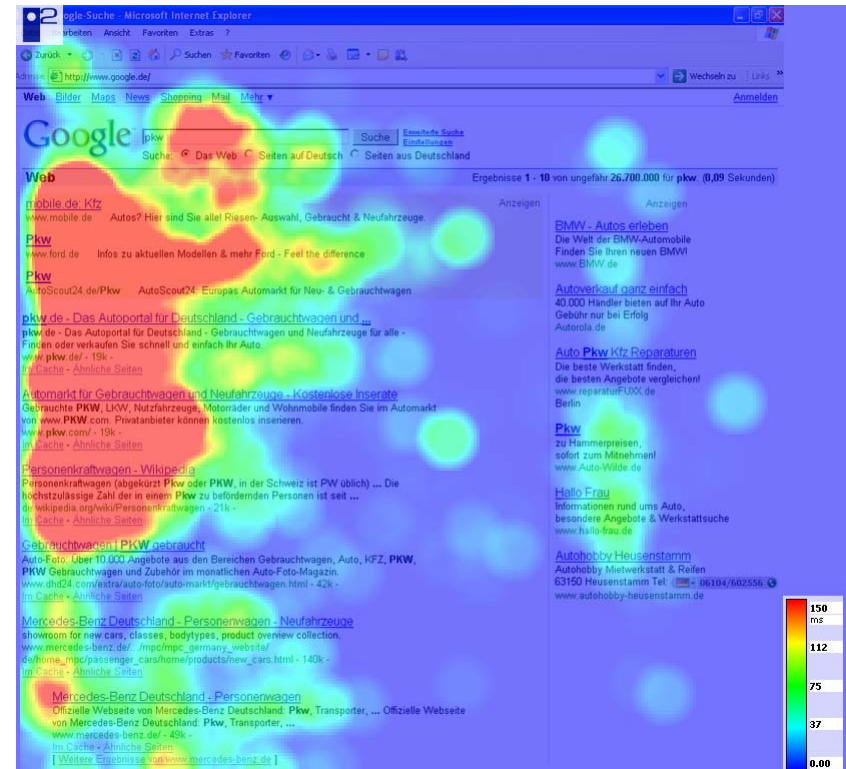 ogle-Suche - Microsoft Internet Explorer
arbeiten Ansicht Favoriten Extras ?
Zurück Suchen Favoriten
http://www.google.de/ Wechseln zu Links »
Web Bilder Maps News Shopping Mail Mehr ▼ Anmelden
Google pkw Suche Erweiterte Suche
Einstellungen
Suche: Das Web Seiten auf Deutsch Seiten aus Deutschland
Web Ergebnisse 1 - 10 von ungefähr 26.700.000 für pkw. (0,09 Sekunden)
Anzeigen
mobile.de: Kfz
www.mobile.de Autos? Hier sind Sie alle! Riesen- Auswahl, Gebraucht & Neufahrzeuge.
Pkw
www.ford.de Infos zu aktuellen Modellen & mehr Ford - Feel the difference
Pkw
AutoScout24.de/Pkw AutoScout24: Europas Automarkt für Neu- & Gebrauchtwagen
pkw.de - Das Autoportal für Deutschland - Gebrauchtwagen und ...
pkw.de - Das Autoportal für Deutschland - Gebrauchtwagen und Neufahrzeuge für alle -
Finden oder verkaufen Sie schnell und einfach Ihr Auto.
www.pkw.de/ - 19k -
Im Cache - Ähnliche Seiten
Automarkt für Gebrauchtwagen und Neufahrzeuge - Kostenlose Inserate
Gebrauchte PKW, LKW, Nutzfahrzeuge, Motorräder und Wohnmobile finden Sie im Automarkt
von www.PKW.com. Privatanbieter können kostenlos inserieren.
www.pkw.com/ - 19k -
Im Cache - Ähnliche Seiten
Personenkraftwagen - Wikipedia
Personenkraftwagen (abgekürzt Pkw oder PKW, in der Schweiz ist PW üblich) ... Die
höchstzulässige Zahl der in einem Pkw zu befördernden Personen ist seit ...
de.wikipedia.org/wiki/Personenkraftwagen - 21k -
Im Cache - Ähnliche Seiten
Gebrauchtwagen | PKW gebraucht
Auto-Foto: Über 10.000 Angebote aus den Bereichen Gebrauchtwagen, Auto, KFZ, PKW,
PKW Gebrauchtwagen und Zubehör im monatlichen Auto-Foto-Magazin.
www.dhd24.com/extra/auto-foto/auto-markt/gebrauchtwagen.html - 42k -
Im Cache - Ähnliche Seiten
Mercedes-Benz Deutschland - Personenwagen - Neufahrzeuge
showroom for new cars, classes, bodytypes, product overview collection.
www.mercedes-benz.de/.../mpc/mpc_germany_website/
de/home_mpc/passenger_cars/home/products/new_cars.html - 140k -
Im Cache - Ähnliche Seiten
Mercedes-Benz Deutschland - Personenwagen
Offizielle Webseite von Mercedes-Benz Deutschland: Pkw, Transporter, ... Offizielle Webseite
von Mercedes-Benz Deutschland: Pkw, Transporter, ...
www.mercedes-benz.de/ - 49k -
Im Cache - Ähnliche Seiten
[ Weitere Ergebnisse von www.mercedes-benz.de ]
Anzeigen
BMW - Autos erleben
Die Welt der BMW-Automobile
Finden Sie Ihren neuen BMW!
www.BMW.de
Autoverkauf ganz einfach
40.000 Händler bieten auf Ihr Auto
Gebühr nur bei Erfolg
Autorola.de
Auto Pkw Kfz Reparaturen
Die beste Werkstatt finden,
die besten Angebote vergleichen!
www.reparaturFUXX.de
Berlin
Pkw
zu Hammerpreisen,
sofort zum Mitnehmen!
www.Auto-Wilde.de
Hallo Frau
Informationen rund ums Auto,
besondere Angebote & Werkstattsuche
www.hallo-frau.de
Autohobby Heusenstamm
Autohobby Mietwerkstatt & Reifen
63150 Heusenstamm Tel: 06104/602556
www.autohobby-heusenstamm.de
150
ms
112
75
37
0.00